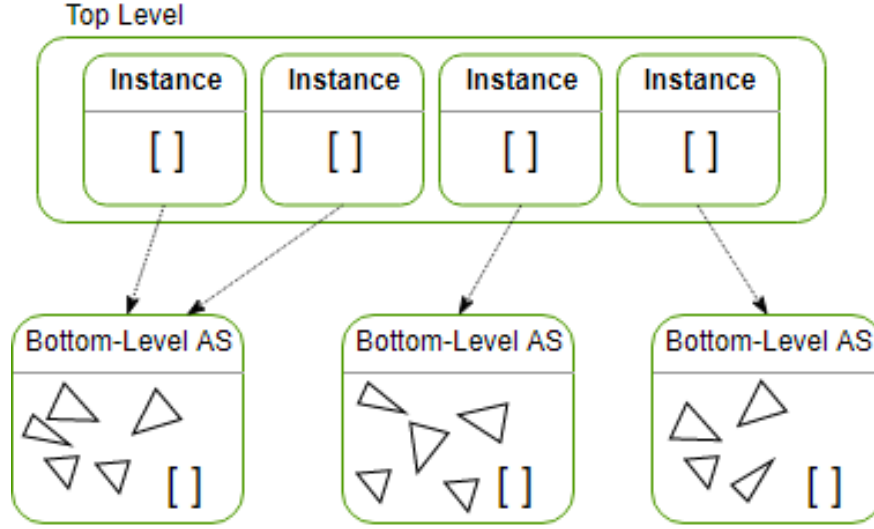 Top Level
Instance
[ ]
Instance
[ ]
Instance
[ ]
Instance
[ ]
Bottom-Level AS
[ ]
Bottom-Level AS
[ ]
Bottom-Level AS
[ ]